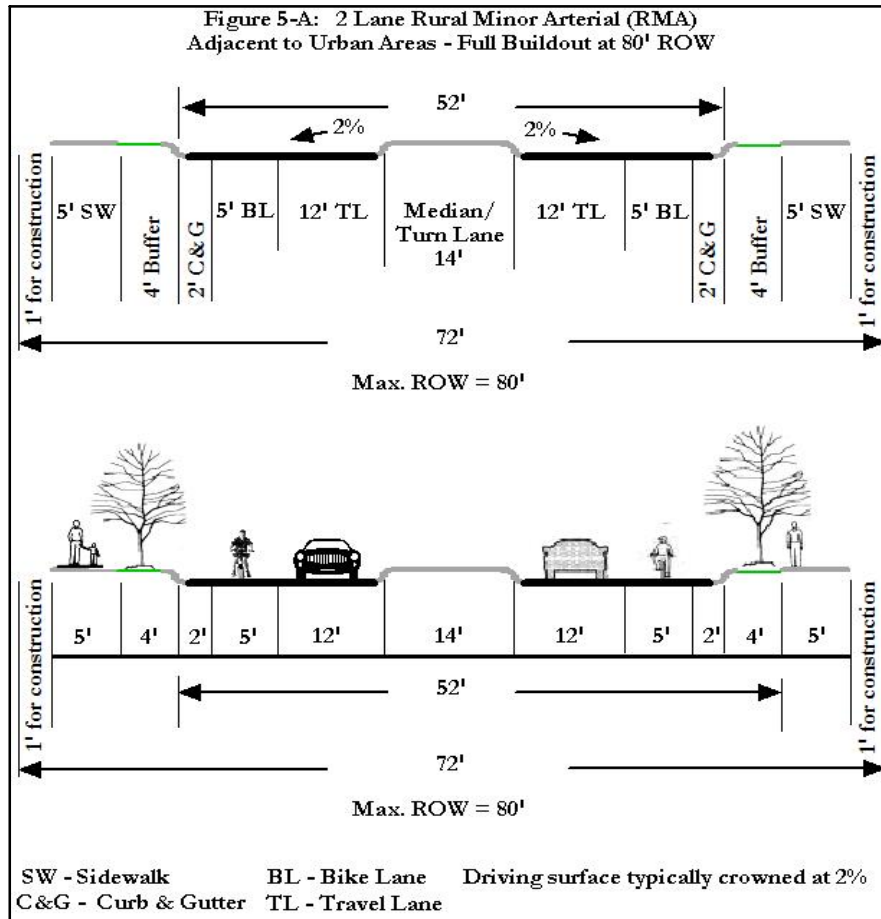 Figure 5-A: 2 Lane Rural Minor Arterial (RMA)
Adjacent to Urban Areas - Full Buildout at 80' ROW
52'
2%
2%
1' for construction
5' SW
4' Buffer
2' C&G
5' BL
12' TL
Median/
Turn Lane
14'
12' TL
5' BL
2' C&G
4' Buffer
5' SW
1' for construction
72'
Max. ROW = 80'
1' for construction
5'
4'
2'
5'
12'
14'
12'
5'
2'
4'
5'
1' for construction
52'
72'
Max. ROW = 80'
SW - Sidewalk
BL - Bike Lane
Driving surface typically crowned at 2%
C&G - Curb & Gutter
TL - Travel Lane